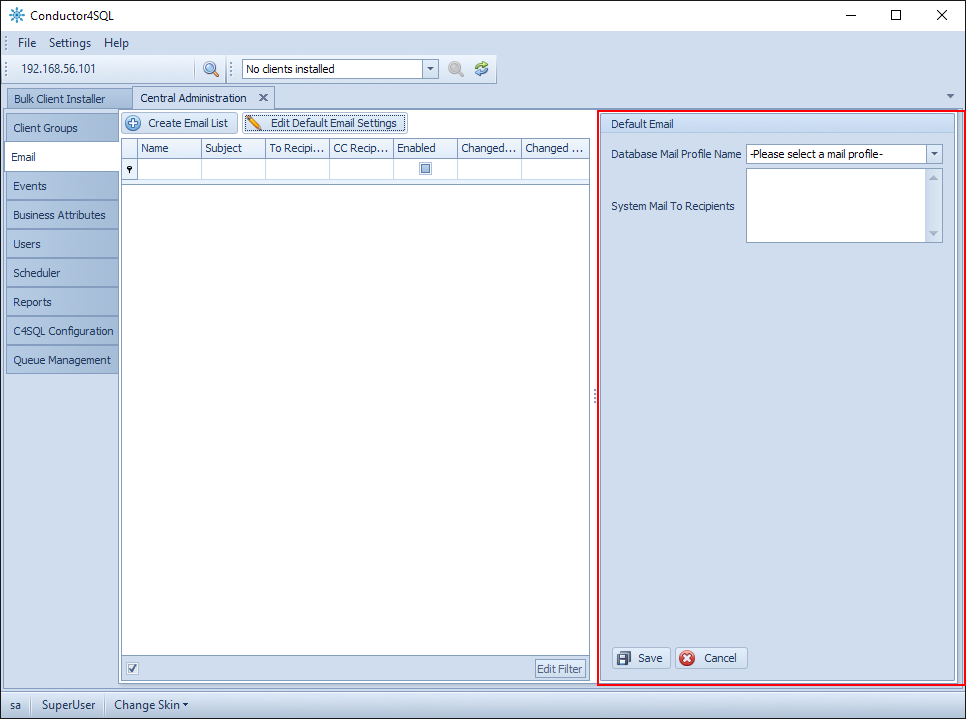 Conductor4SQL
File Settings Help
192.168.56.101 No clients installed
Bulk Client Installer Central Administration
Client Groups
Email
Events
Business Attributes
Users
Scheduler
Reports
C4SQL Configuration
Queue Management
Create Email List Edit Default Email Settings
Name Subject To Recipi... CC Recip... Enabled Changed... Changed ...
Edit Filter
Default Email
Database Mail Profile Name -Please select a mail profile-
System Mail To Recipients
Save Cancel
sa SuperUser Change Skin